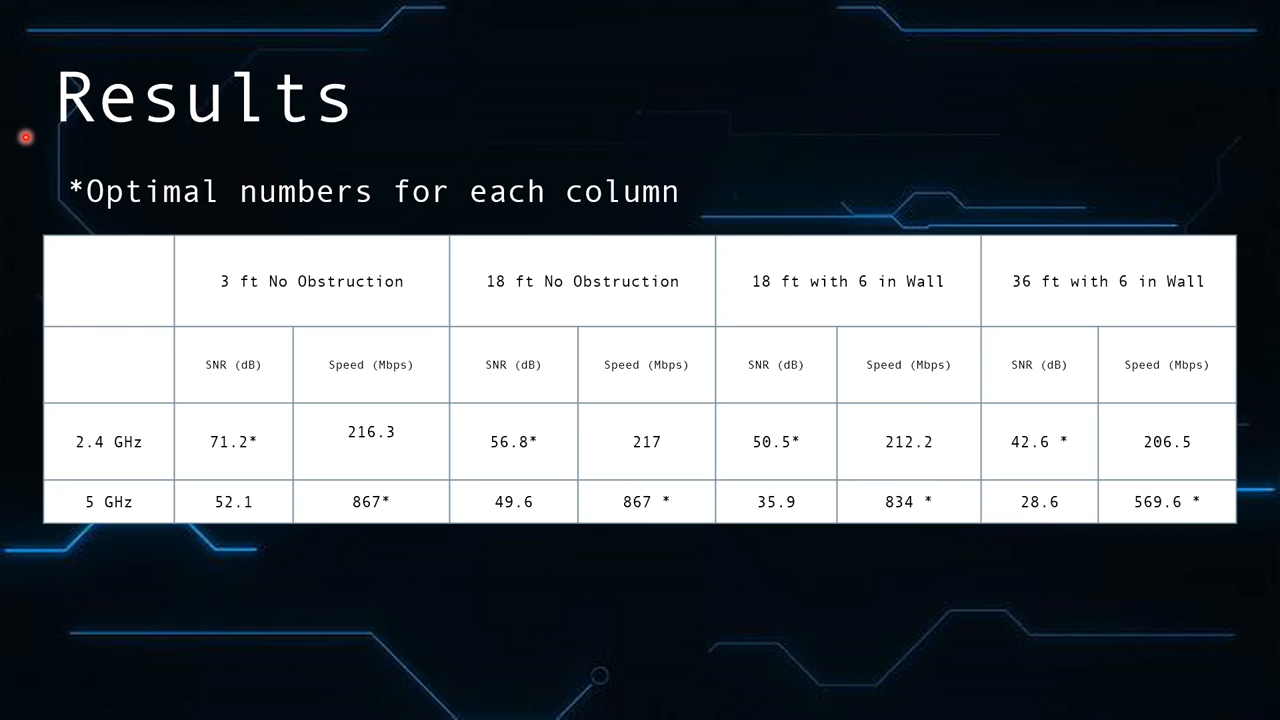 Results
*Optimal numbers for each column
3 ft No Obstruction 18 ft No Obstruction 18 ft with 6 in Wall 36 ft with 6 in Wall
SNR (dB) Speed (Mbps) SNR (dB) Speed (Mbps) SNR (dB) Speed (Mbps) SNR (dB) Speed (Mbps)
2.4 GHz 71.2* 216.3 56.8* 217 50.5* 212.2 42.6 * 206.5
5 GHz 52.1 867* 49.6 867 * 35.9 834 * 28.6 569.6 *